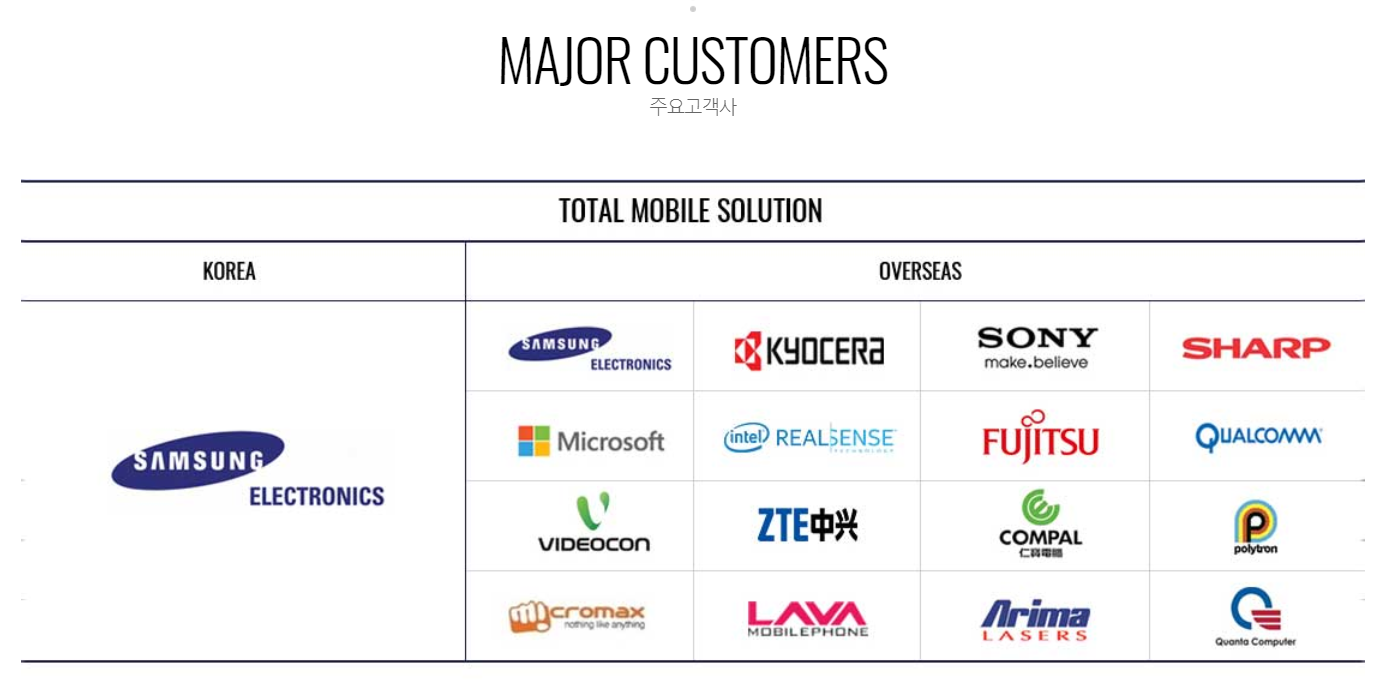 MAJOR CUSTOMERS
주요고객사
TOTAL MOBILE SOLUTION
KOREA
OVERSEAS
SAMSUNG
ELECTRONICS
SAMSUNG
ELECTRONICS
KYOCERA
SONY
make.believe
SHARP
Microsoft
intel REALSENSE
TECHNOLOGY
FUJITSU
QUALCOMM
VIDEOCON
ZTE中兴
COMPAL
仁寶電腦
polytron
micromax
nothing like anything
LAVA
MOBILEPHONE
Arima
LASERS
Quanta Computer